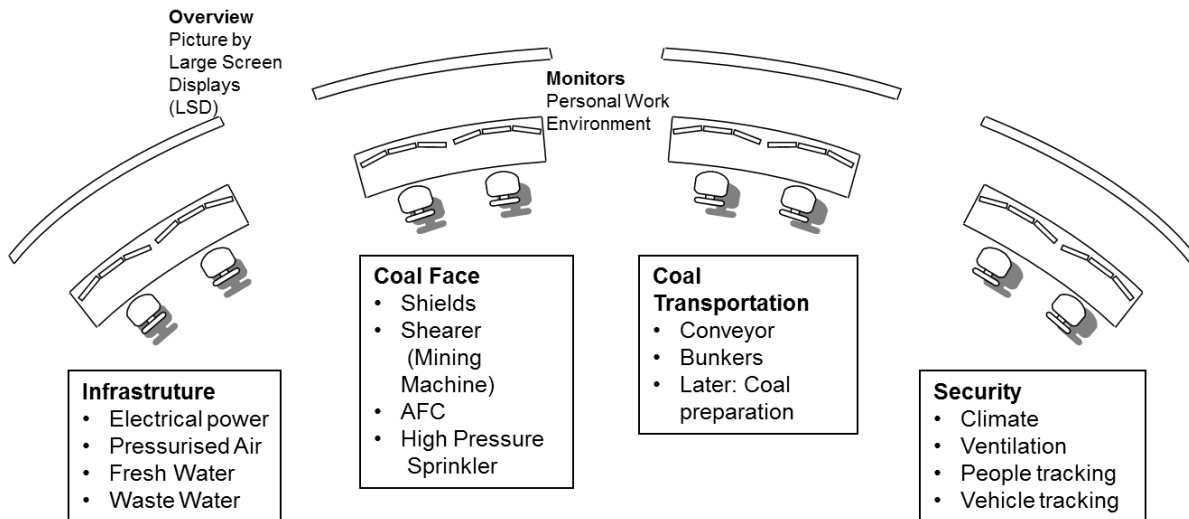 Overview
Picture by
Large Screen
Displays
(LSD)
Monitors
Personal Work
Environment
Infrastruture
• Electrical power
• Pressurised Air
• Fresh Water
• Waste Water
Coal Face
• Shields
• Shearer
(Mining
Machine)
• AFC
• High Pressure
Sprinkler
Coal
Transportation
• Conveyor
• Bunkers
• Later: Coal
preparation
Security
• Climate
• Ventilation
• People tracking
• Vehicle tracking